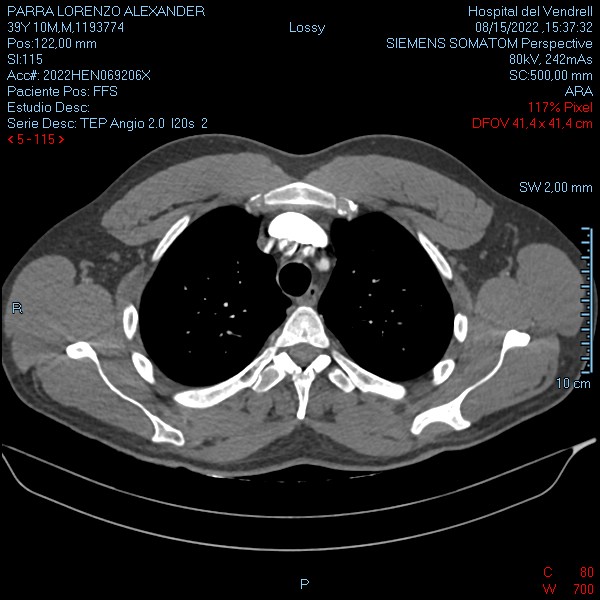 PARRA LORENZO ALEXANDER
39Y 10M,M,1193774
Pos:122,00 mm
SI:115
Acc#: 2022HEN069206X
Paciente Pos: FFS
Estudio Desc:
Serie Desc: TEP Angio 2.0 I20s 2
< 5 - 115 >
Lossy
Hospital del Vendrell
08/15/2022 ,15:37:32
SIEMENS SOMATOM Perspective
80kV, 242mAs
SC:500,00 mm
ARA
117% Pixel
DFOV 41,4 x 41,4 cm
SW 2,00 mm
R
10 cm
P
C 80
W 700